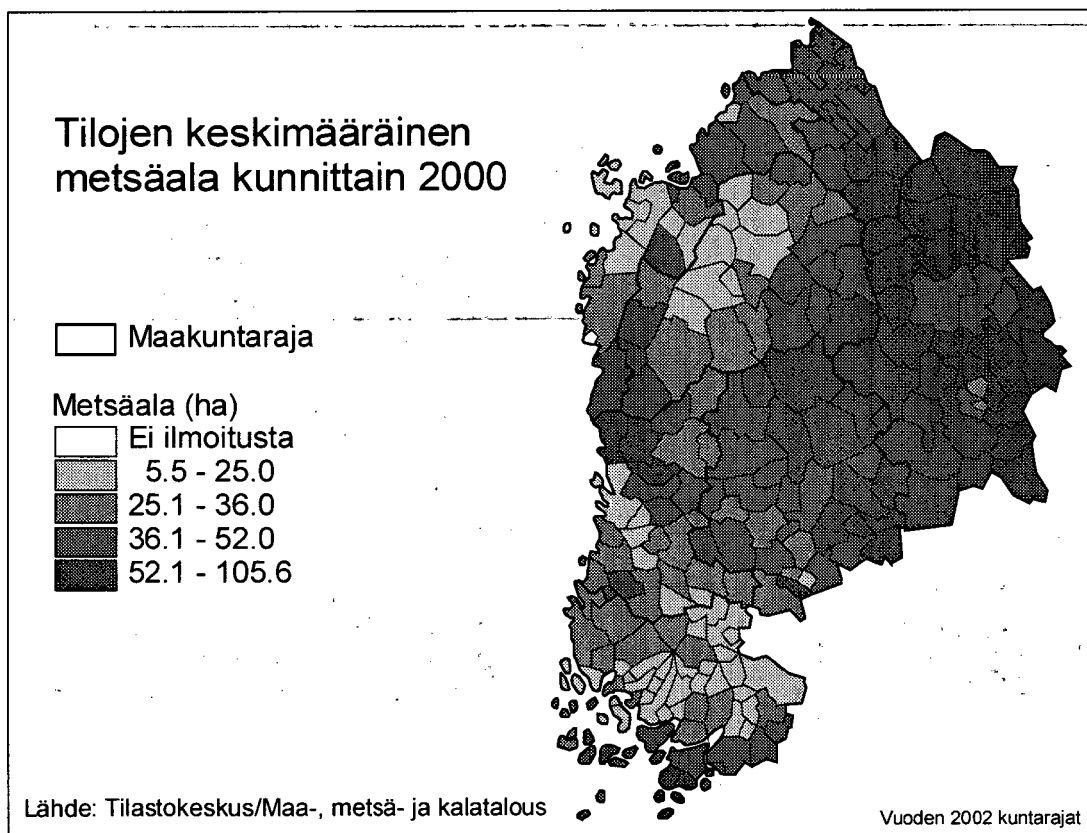 Tilojen keskimääräinen
metsäala kunnittain 2000
Maakuntaraja
Metsäala (ha)
Ei ilmoitusta
5.5 - 25.0
25.1 - 36.0
36.1 - 52.0
52.1 - 105.6
Lähde: Tilastokeskus/Maa-, metsä- ja kalatalous
Vuoden 2002 kuntarajat